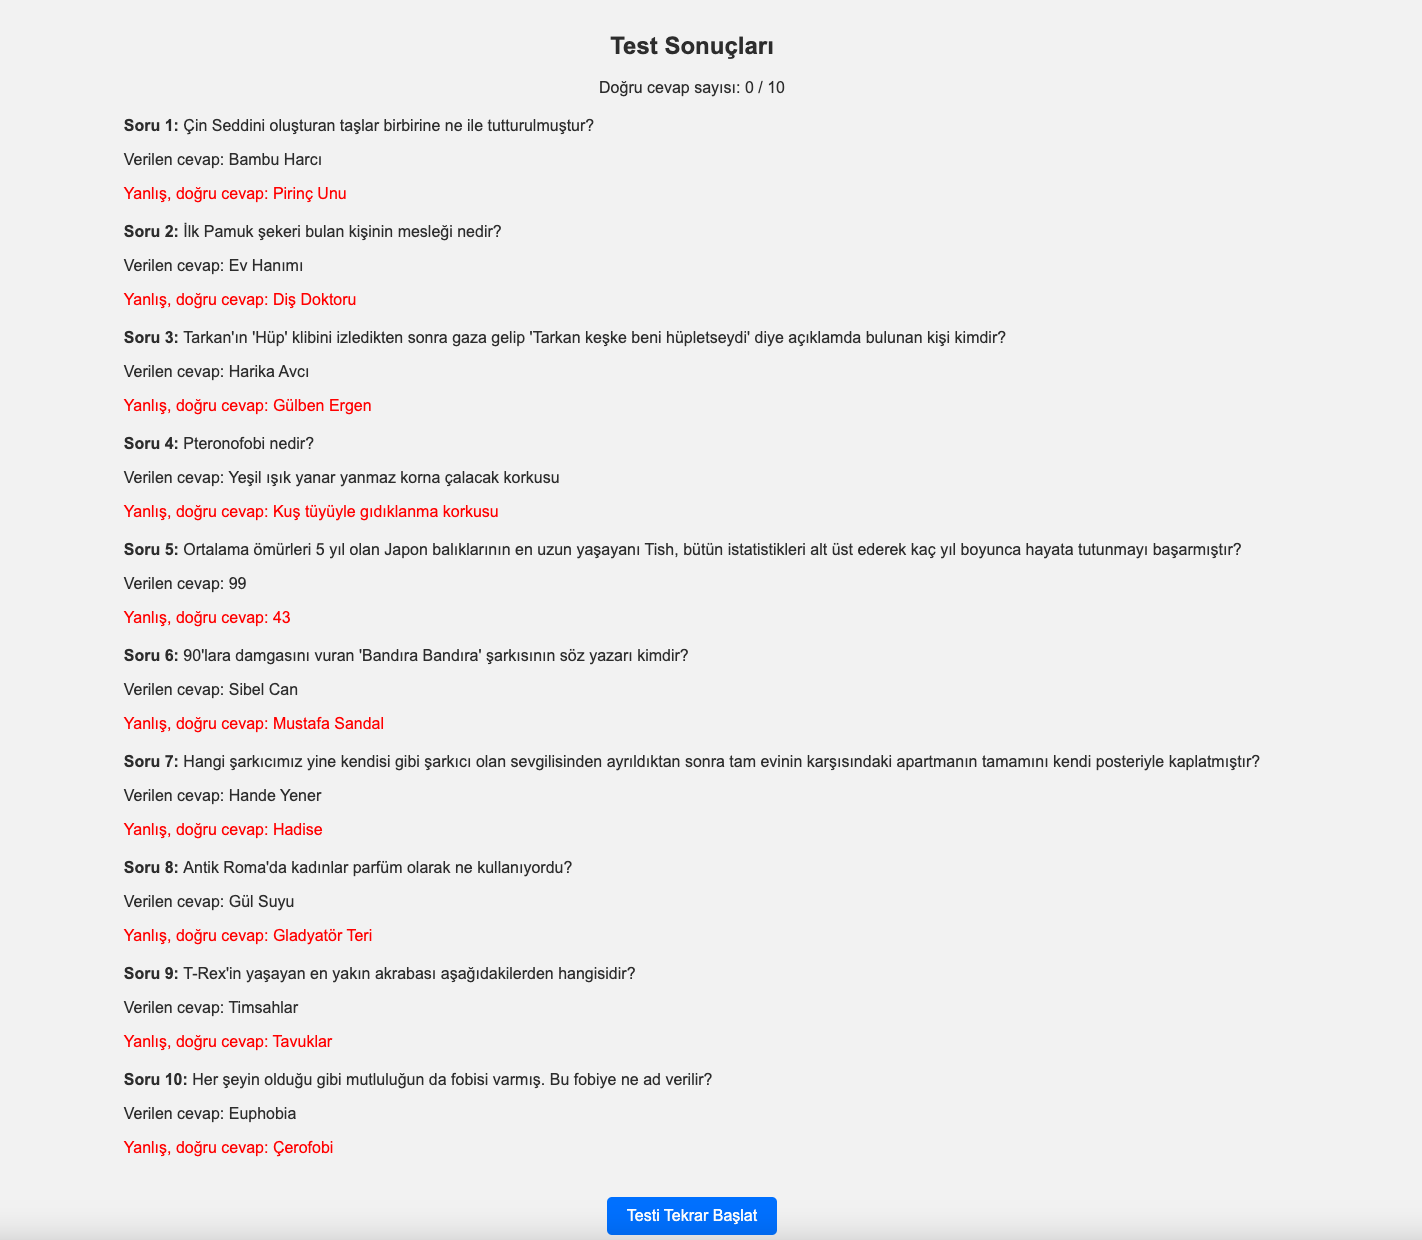 Test Sonuçları
Doğru cevap sayısı: 0 / 10
Soru 1: Çin Seddini oluşturan taşlar birbirine ne ile tutturulmuştur?
Verilen cevap: Bambu Harcı
Yanlış, doğru cevap: Pirinç Unu
Soru 2: İlk Pamuk şekeri bulan kişinin mesleği nedir?
Verilen cevap: Ev Hanımı
Yanlış, doğru cevap: Diş Doktoru
Soru 3: Tarkan'ın 'Hüp' klibini izledikten sonra gaza gelip 'Tarkan keşke beni hüpletseydi' diye açıklamda bulunan kişi kimdir?
Verilen cevap: Harika Avcı
Yanlış, doğru cevap: Gülben Ergen
Soru 4: Pteronofobi nedir?
Verilen cevap: Yeşil ışık yanar yanmaz korna çalacak korkusu
Yanlış, doğru cevap: Kuş tüyüyle gıdıklanma korkusu
Soru 5: Ortalama ömürleri 5 yıl olan Japon balıklarının en uzun yaşayanı Tish, bütün istatistikleri alt üst ederek kaç yıl boyunca hayata tutunmayı başarmıştır?
Verilen cevap: 99
Yanlış, doğru cevap: 43
Soru 6: 90'lara damgasını vuran 'Bandıra Bandıra' şarkısının söz yazarı kimdir?
Verilen cevap: Sibel Can
Yanlış, doğru cevap: Mustafa Sandal
Soru 7: Hangi şarkıcımız yine kendisi gibi şarkıcı olan sevgilisinden ayrıldıktan sonra tam evinin karşısındaki apartmanın tamamını kendi posteriyle kaplatmıştır?
Verilen cevap: Hande Yener
Yanlış, doğru cevap: Hadise
Soru 8: Antik Roma'da kadınlar parfüm olarak ne kullanıyordu?
Verilen cevap: Gül Suyu
Yanlış, doğru cevap: Gladyatör Teri
Soru 9: T-Rex'in yaşayan en yakın akrabası aşağıdakilerden hangisidir?
Verilen cevap: Timsahlar
Yanlış, doğru cevap: Tavuklar
Soru 10: Her şeyin olduğu gibi mutluluğun da fobisi varmış. Bu fobiye ne ad verilir?
Verilen cevap: Euphobia
Yanlış, doğru cevap: Çerofobi
Testi Tekrar Başlat